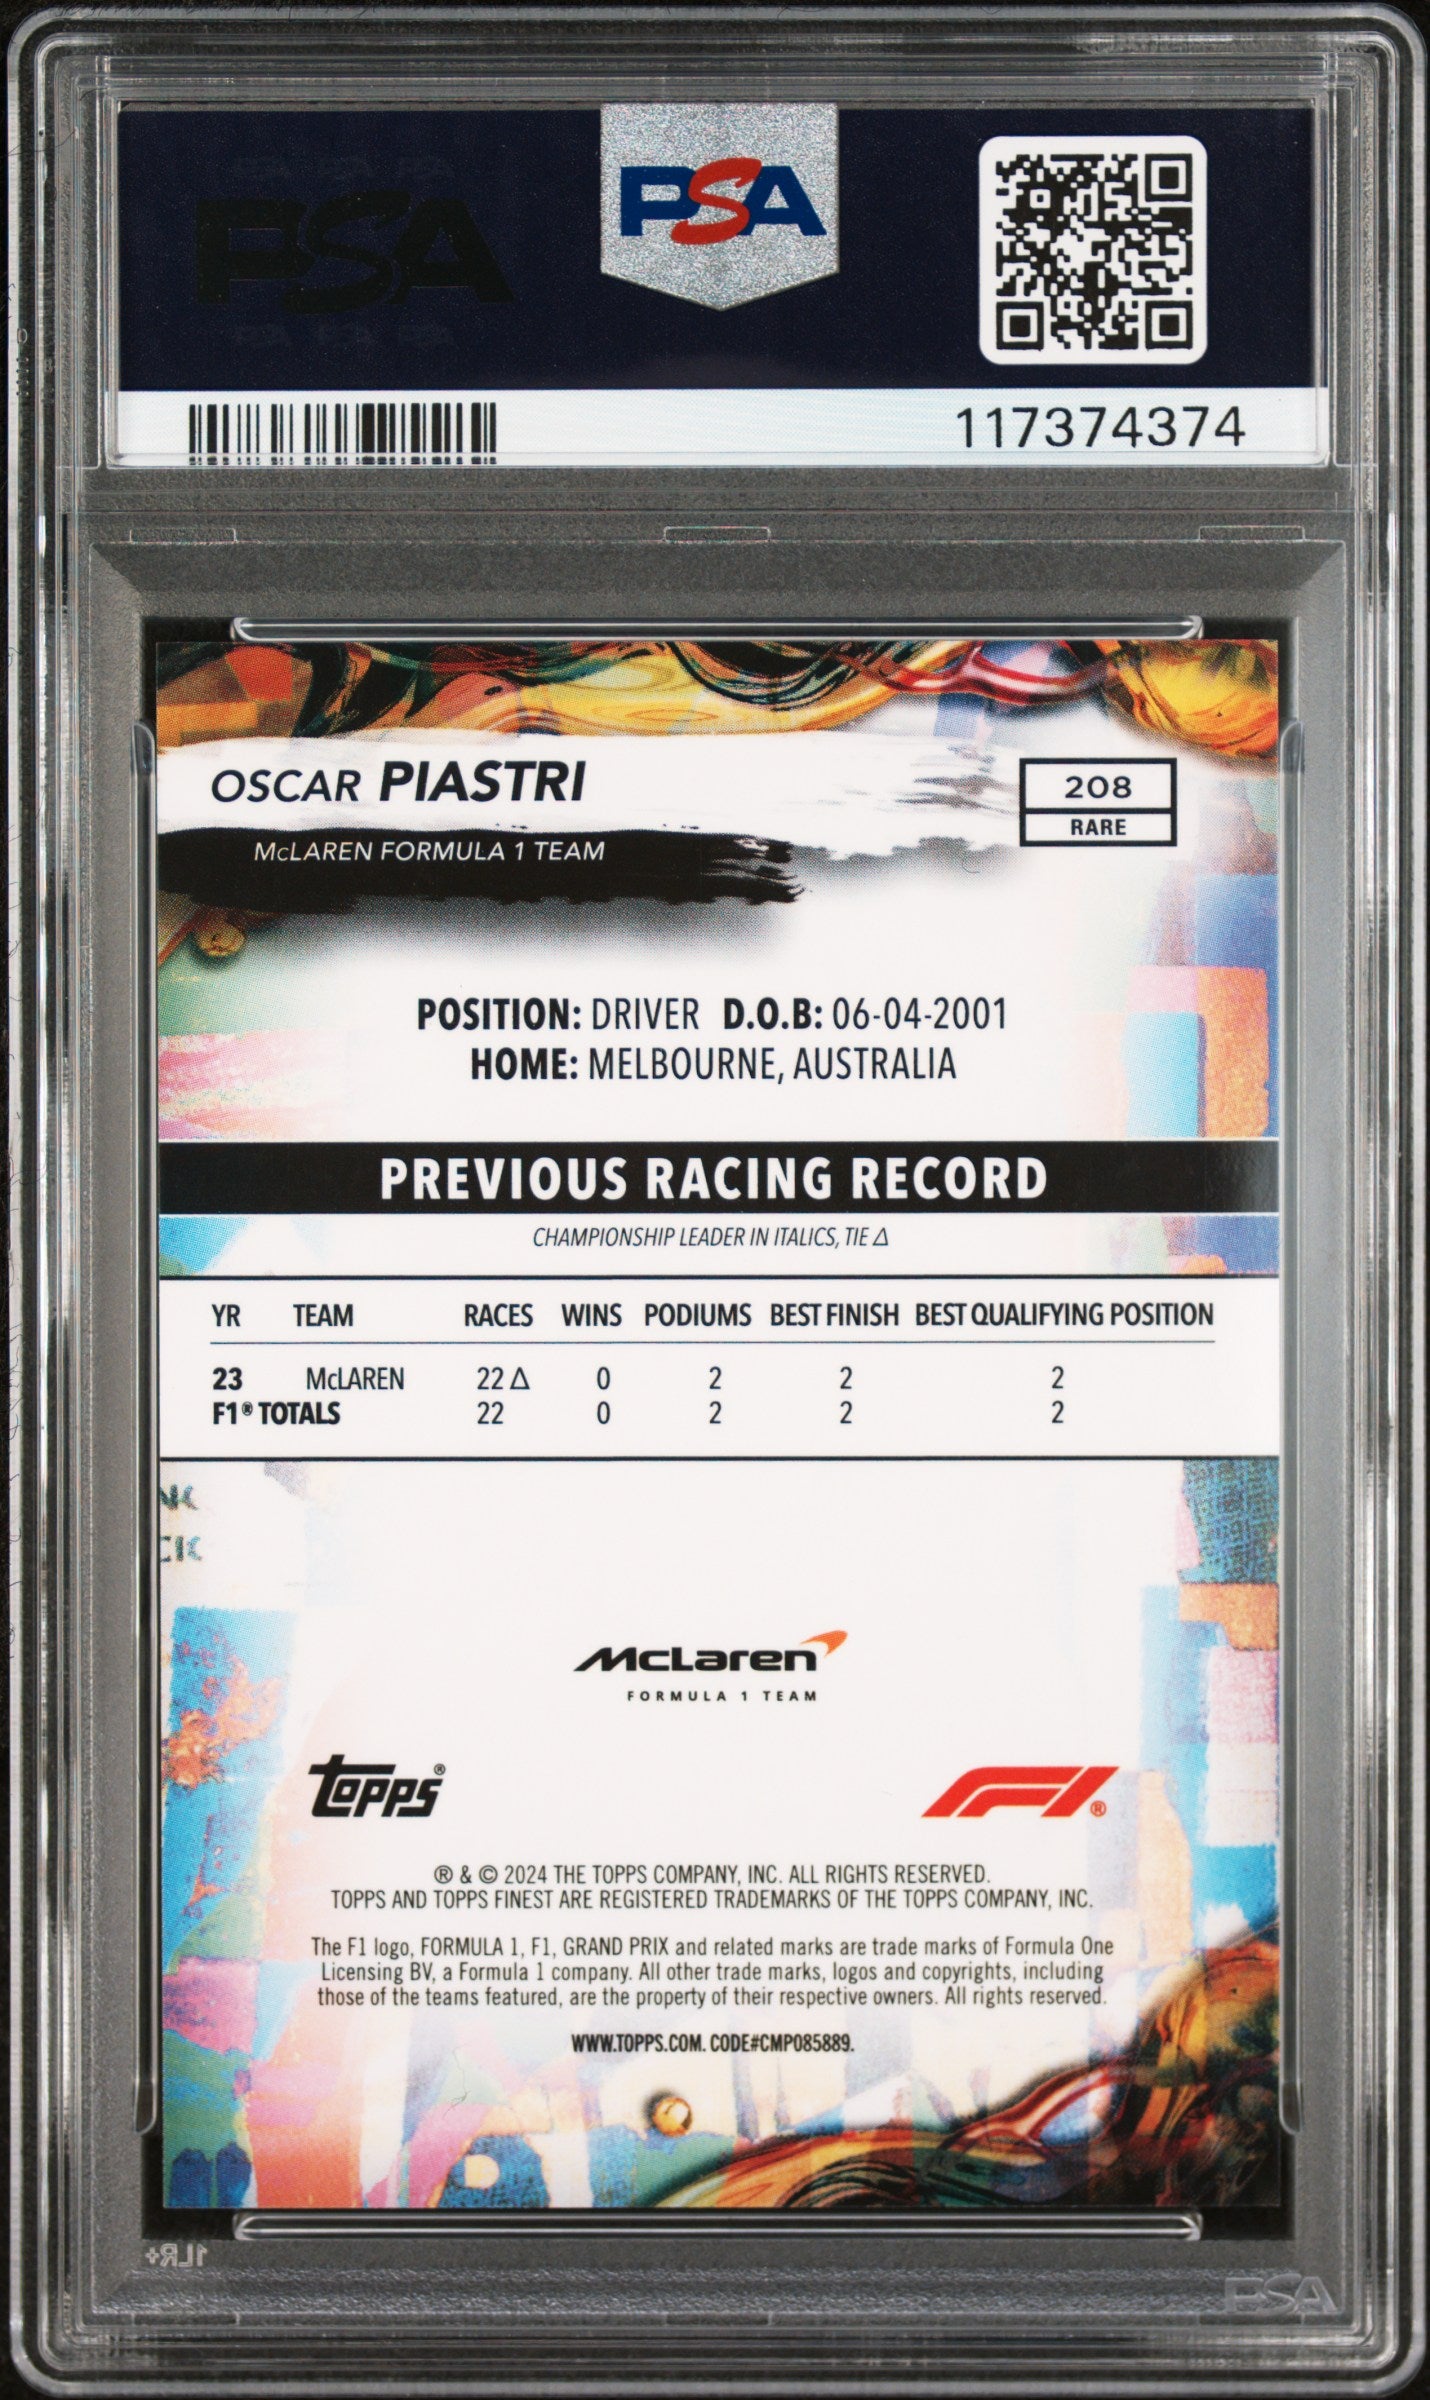 PSA
PSA
117374374
OSCAR PIASTRI
208
McLAREN FORMULA 1 TEAM
RARE
POSITION: DRIVER D.O.B: 06-04-2001
HOME: MELBOURNE, AUSTRALIA
PREVIOUS RACING RECORD
CHAMPIONSHIP LEADER IN ITALICS, TIE Δ
YR TEAM RACES WINS PODIUMS BEST FINISH BEST QUALIFYING POSITION
23 McLAREN 22 Δ 0 2 2 2
F1® TOTALS 22 0 2 2 2
McLaren
FORMULA 1 TEAM
Topps®
F1®
® & © 2024 THE TOPPS COMPANY, INC. ALL RIGHTS RESERVED.
TOPPS AND TOPPS FINEST ARE REGISTERED TRADEMARKS OF THE TOPPS COMPANY, INC.
The F1 logo, FORMULA 1, F1, GRAND PRIX and related marks are trade marks of Formula One
Licensing BV, a Formula 1 company. All other trade marks, logos and copyrights, including
those of the teams featured, are the property of their respective owners. All rights reserved.
WWW.TOPPS.COM. CODE#CMP085889.
1LR+
PSA